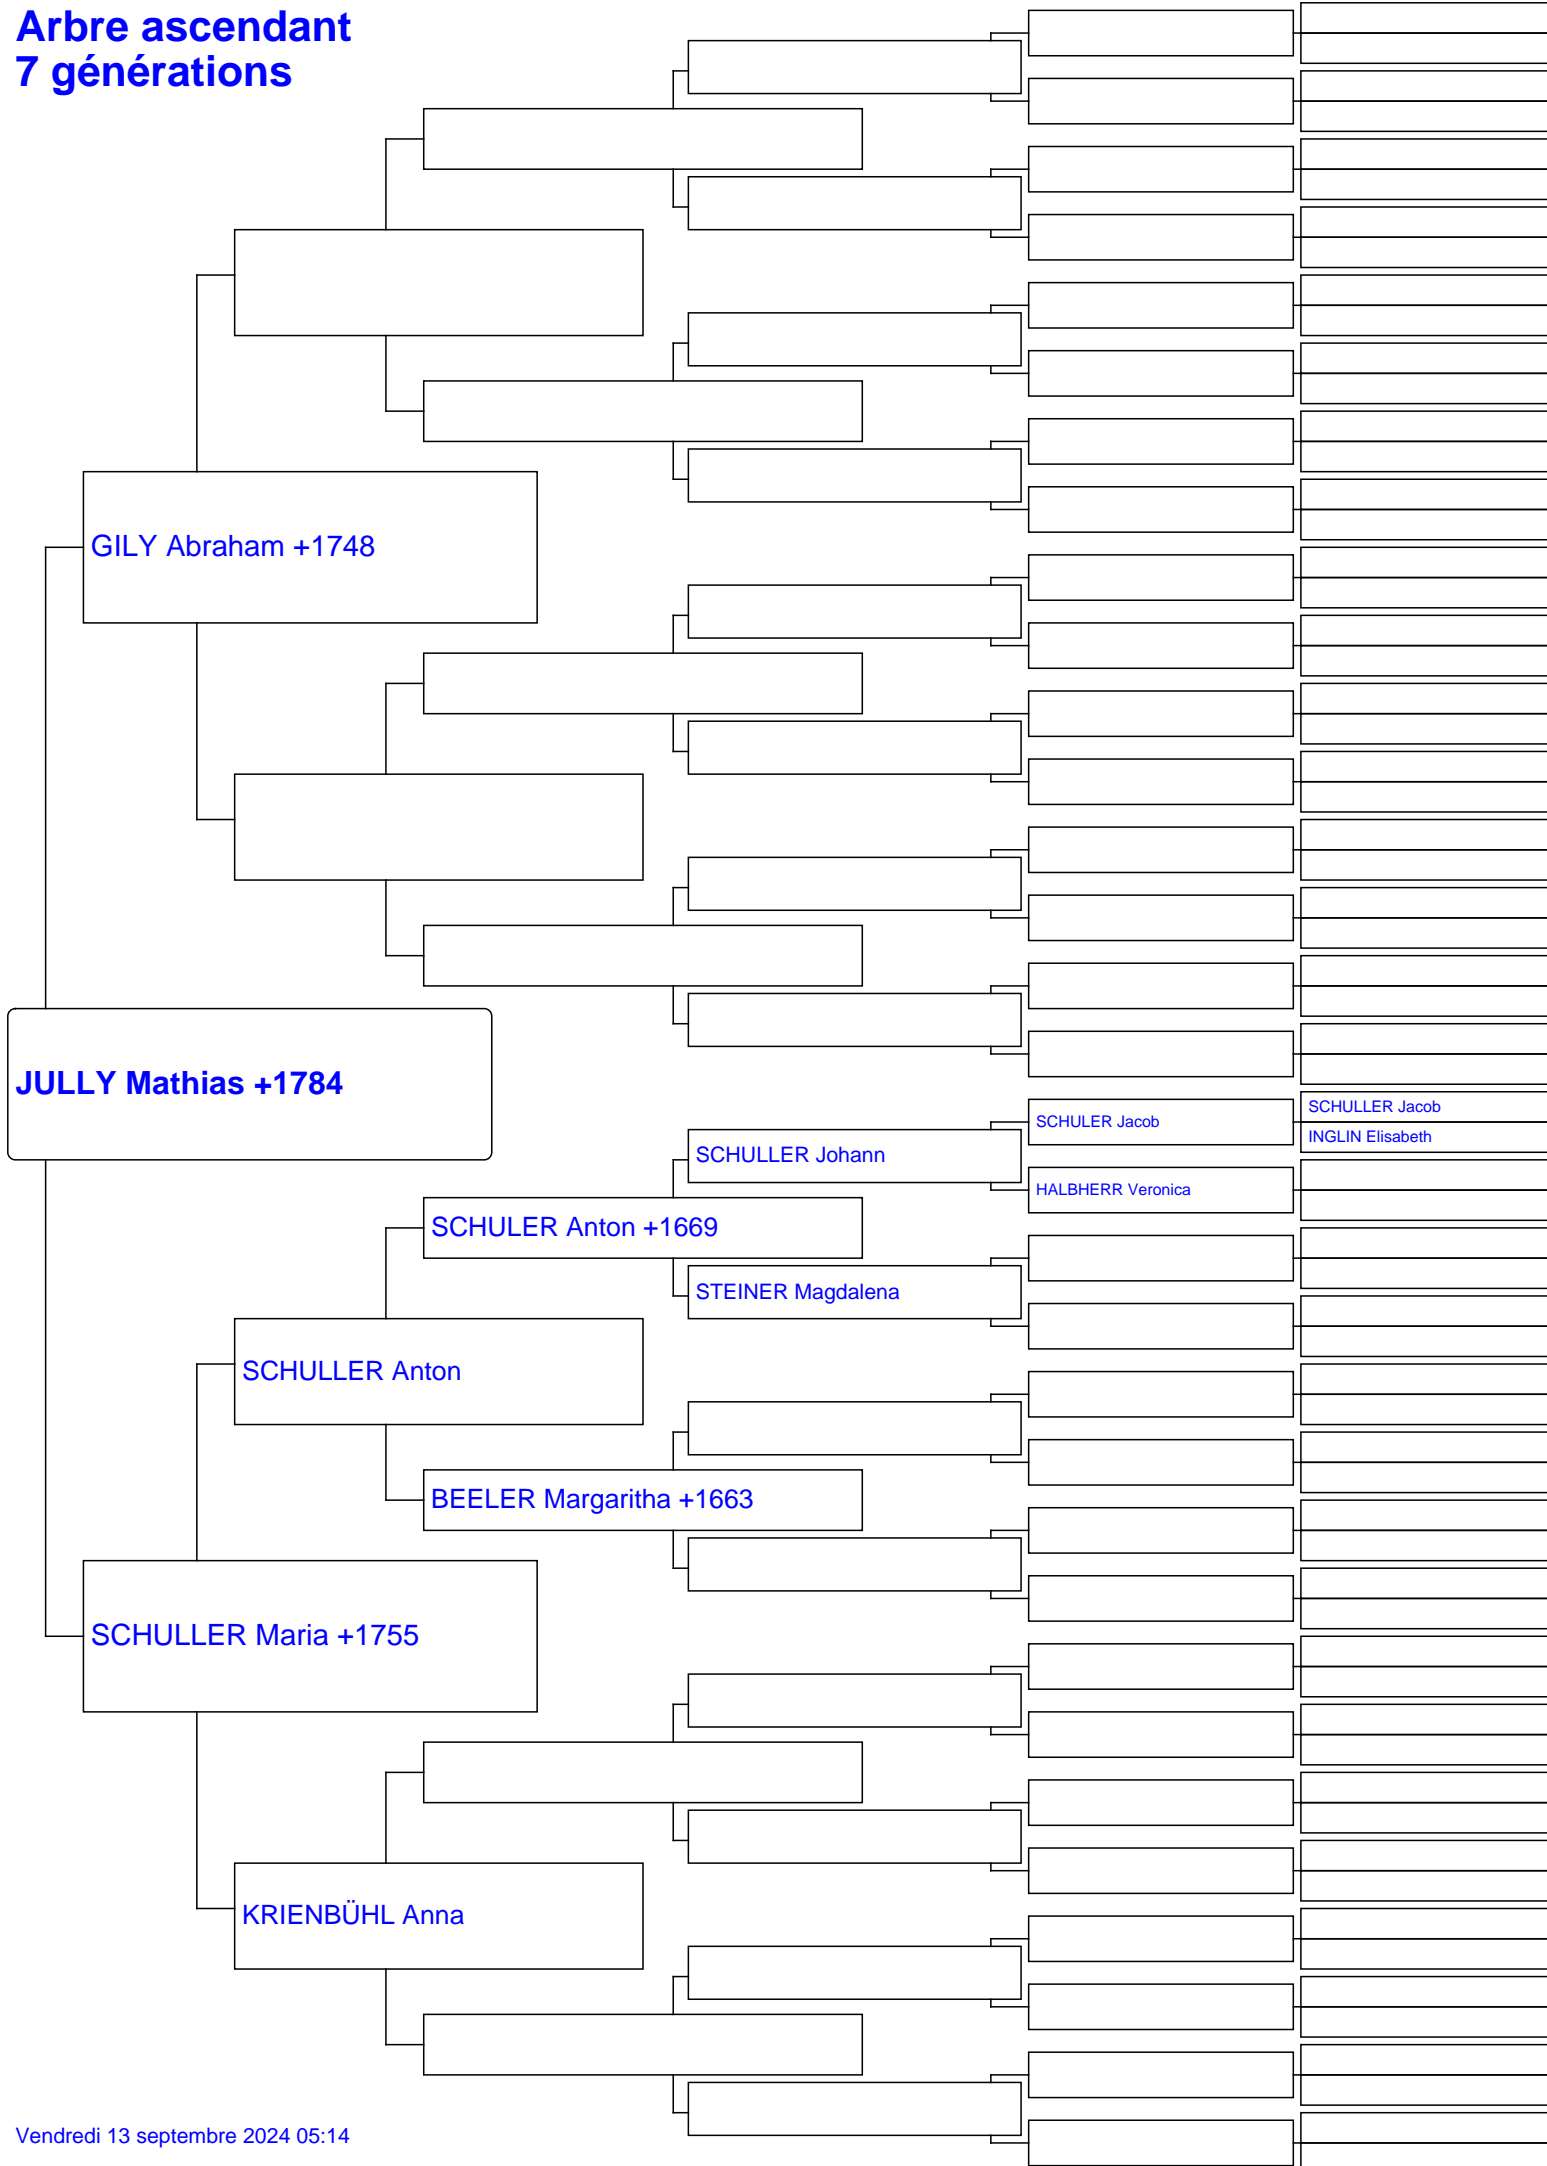 Arbre ascendant
7 générations
GILY Abraham +1748
JULLY Mathias +1784
SCHULLER Jacob
SCHULER Jacob
INGLIN Elisabeth
SCHULLER Johann
HALBHERR Veronica
SCHULER Anton +1669
STEINER Magdalena
SCHULLER Anton
BEELER Margaritha +1663
SCHULLER Maria +1755
KRIENBÜHL Anna
Vendredi 13 septembre 2024 05:14